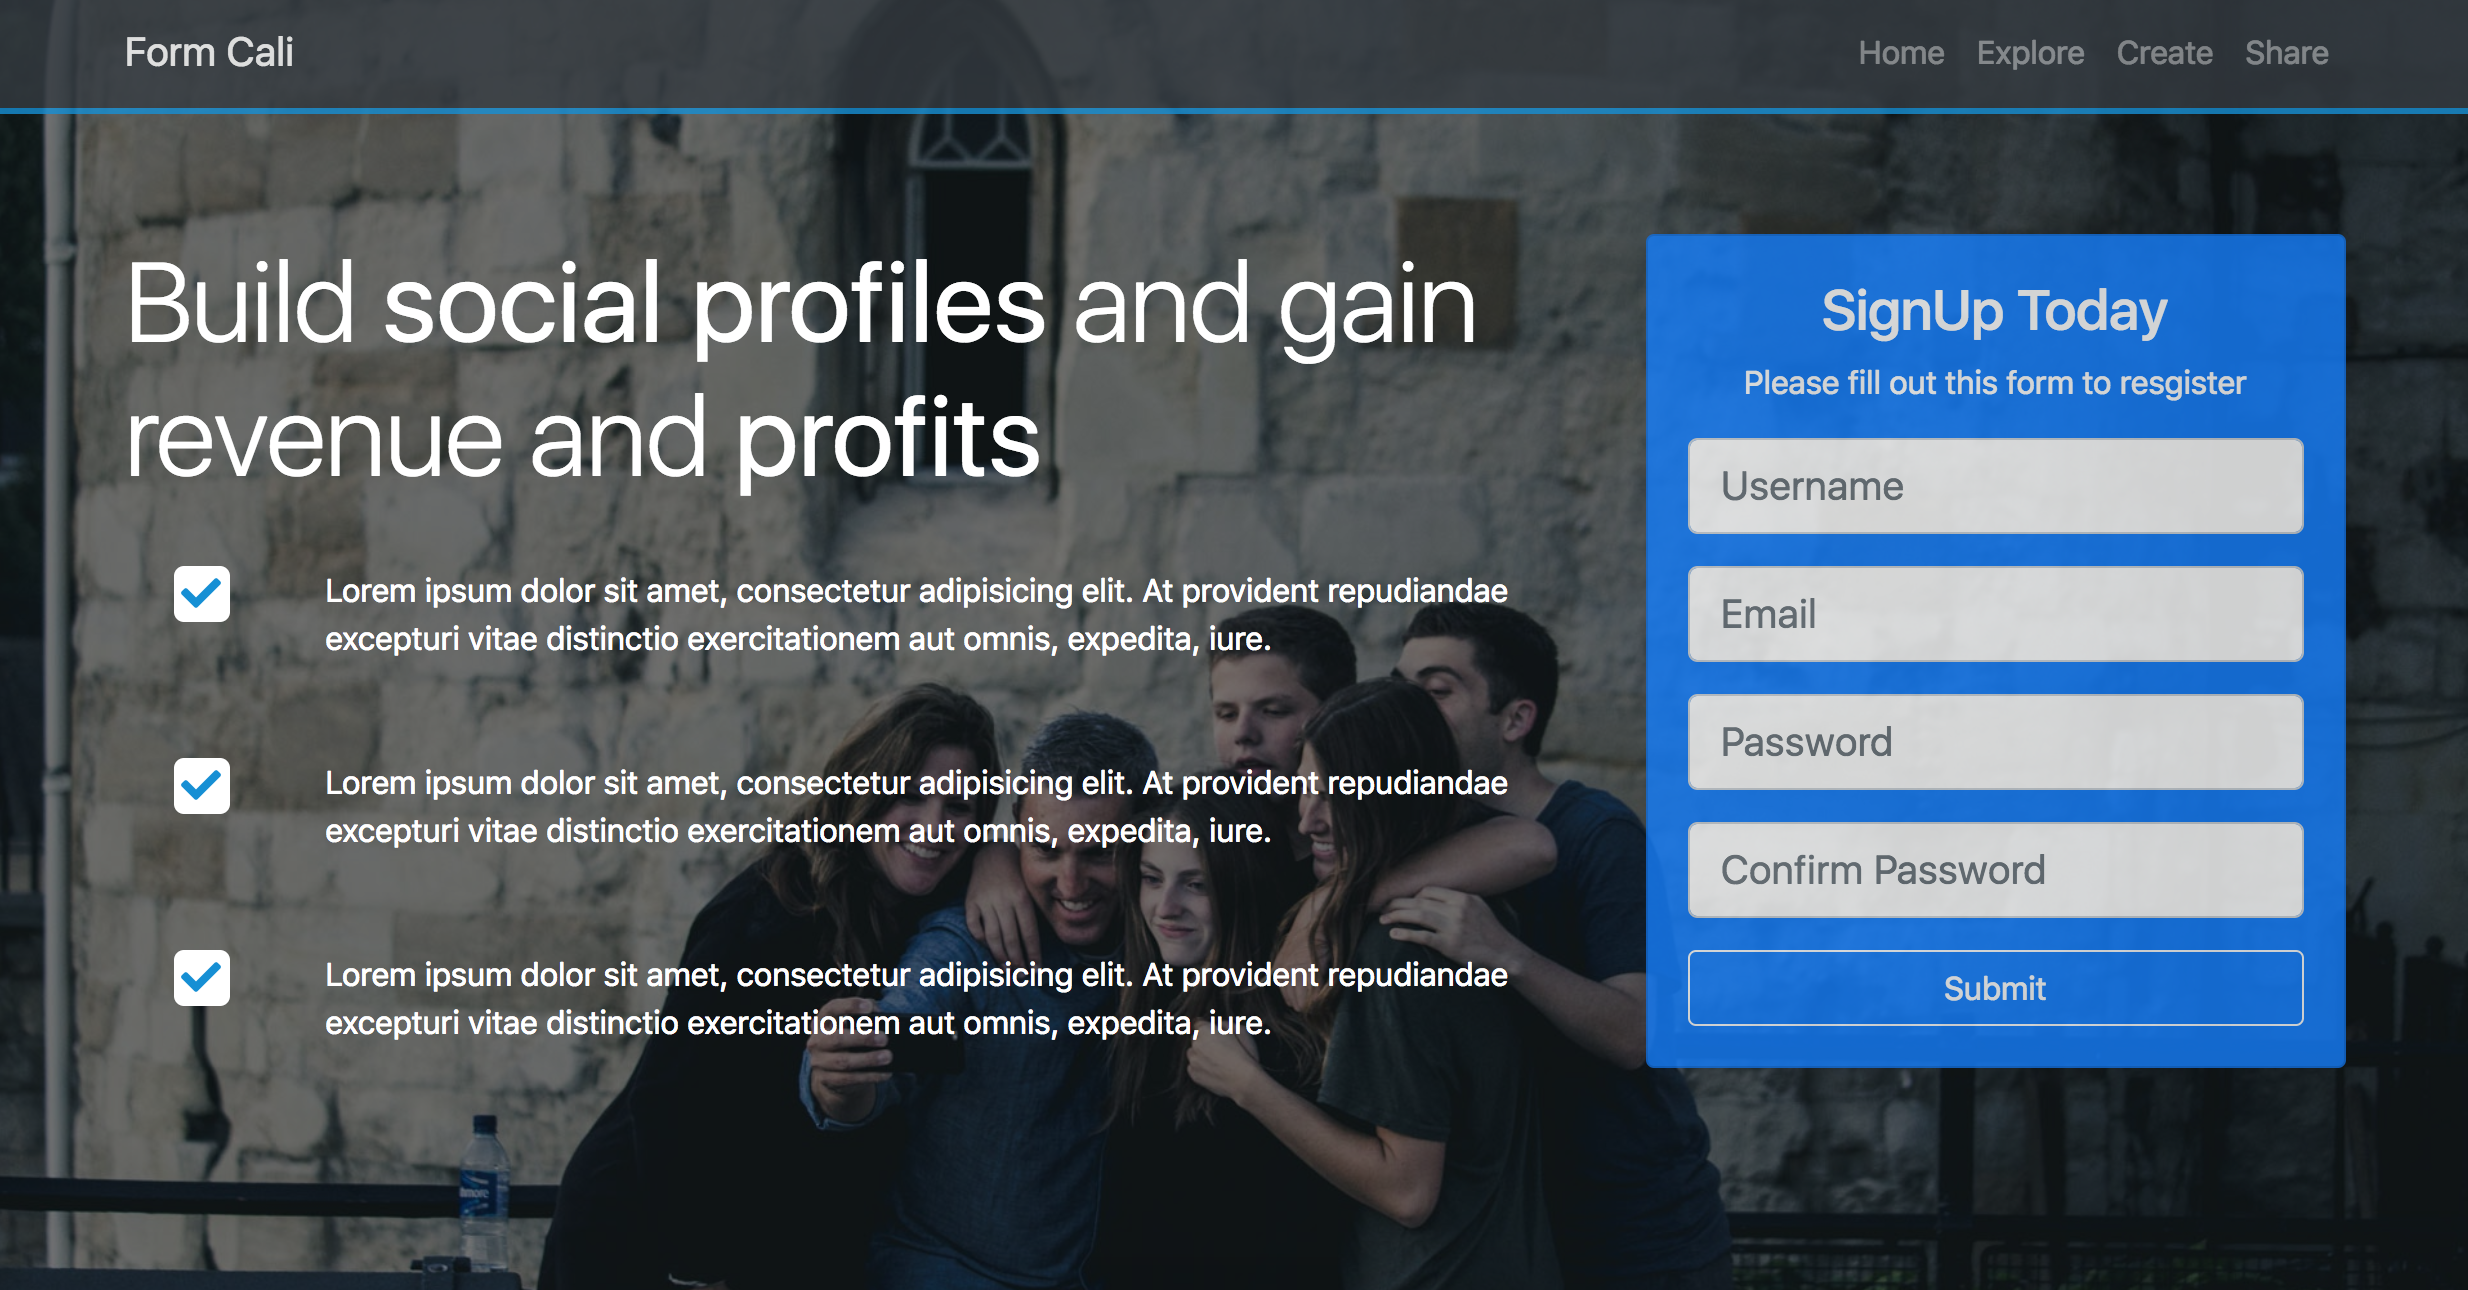 Form Cali
Home Explore Create Share
Build social profiles and gain
revenue and profits
Lorem ipsum dolor sit amet, consectetur adipisicing elit. At provident repudiandae
excepturi vitae distinctio exercitationem aut omnis, expedita, iure.
Lorem ipsum dolor sit amet, consectetur adipisicing elit. At provident repudiandae
excepturi vitae distinctio exercitationem aut omnis, expedita, iure.
Lorem ipsum dolor sit amet, consectetur adipisicing elit. At provident repudiandae
excepturi vitae distinctio exercitationem aut omnis, expedita, iure.
SignUp Today
Please fill out this form to resgister
Username
Email
Password
Confirm Password
Submit